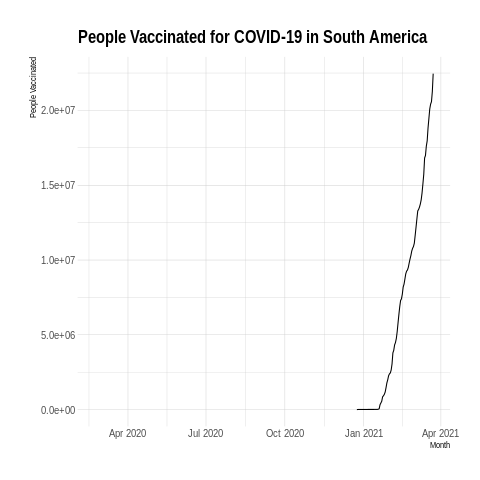 People Vaccinated for COVID-19 in South America
People Vaccinated
2.0e+07
1.5e+07
1.0e+07
5.0e+06
0.0e+00
Apr 2020 Jul 2020 Oct 2020 Jan 2021 Apr 2021
Month